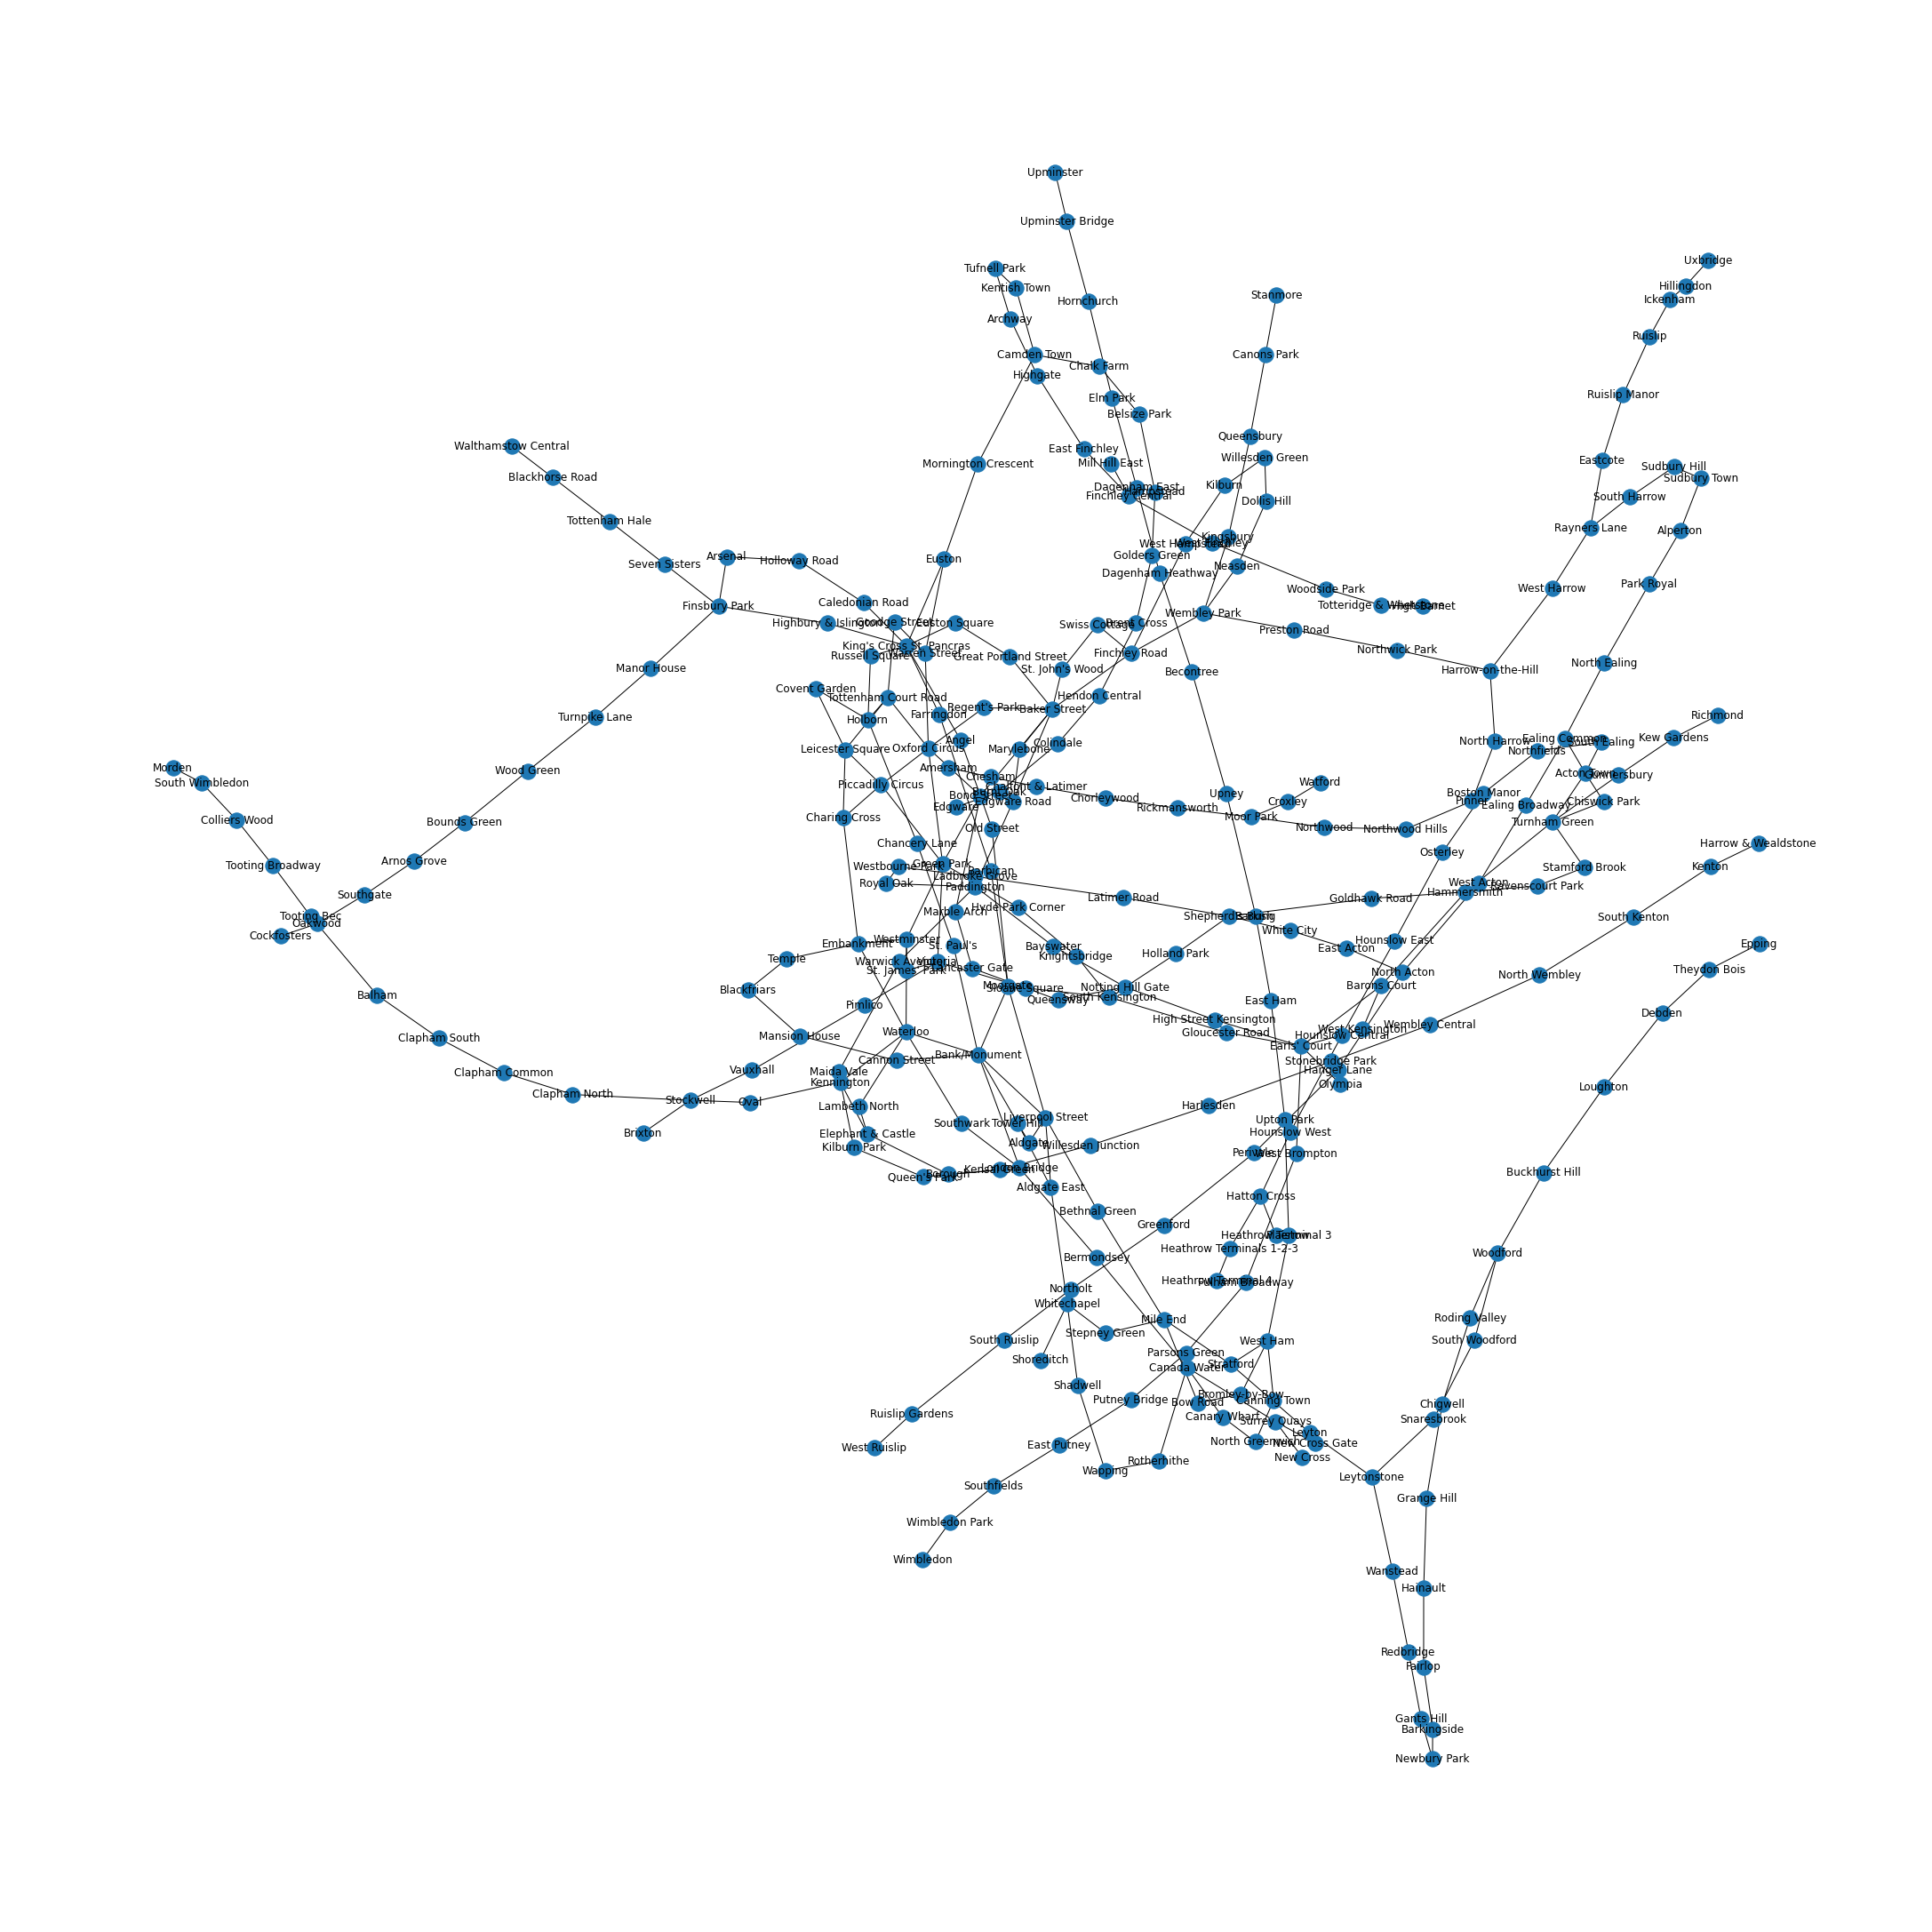 Upminster
Upminster Bridge
Uxbridge
Tufnell Park
Hillingdon
Kentish Town
Stanmore
Ickenham
Hornchurch
Archway
Ruislip
Camden Town
Canons Park
Chalk Farm
Highgate
Ruislip Manor
Elm Park
Belsize Park
Queensbury
Walthamstow Central
East Finchley
Willesden Green
Eastcote
Mornington Crescent
Mill Hill East
Sudbury Hill
Blackhorse Road
Sudbury Town
Kilburn
Dagenham East
Hampstead
Finchley Central
South Harrow
Dollis Hill
Tottenham Hale
Rayners Lane
Alperton
Kingsbury
West Hampstead
West Finchley
Arsenal
Holloway Road
Euston
Golders Green
Seven Sisters
Neasden
Dagenham Heathway
Park Royal
Woodside Park
West Harrow
Caledonian Road
Finsbury Park
Totteridge & Whetstone
High Barnet
Wembley Park
Highbury & Islington
Goodge Street
Euston Square
Swiss Cottage
Brent Cross
Preston Road
King's Cross St. Pancras
Warren Street
Russell Square
Great Portland Street
Finchley Road
Northwick Park
North Ealing
Manor House
St. John's Wood
Becontree
Harrow-on-the-Hill
Covent Garden
Tottenham Court Road
Hendon Central
Regent's Park
Baker Street
Farringdon
Turnpike Lane
Holborn
Richmond
Leicester Square
Oxford Circus
Angel
Marylebone
Colindale
North Harrow
Ealing Common
South Ealing
Kew Gardens
Northfields
Morden
South Wimbledon
Wood Green
Amersham
Chesham
Acton Town
Gunnersbury
Piccadilly Circus
Chalfont & Latimer
Watford
Burnt Oak
Bond Street
Upney
Boston Manor
Edgware
Edgware Road
Chorleywood
Croxley
Pinner
Ealing Broadway
Chiswick Park
Rickmansworth
Moor Park
Charing Cross
Colliers Wood
Bounds Green
Old Street
Northwood
Northwood Hills
Turnham Green
Chancery Lane
Harrow & Wealdstone
Osterley
Arnos Grove
Tooting Broadway
Westbourne Park
Green Park
Barbican
Stamford Brook
Kenton
Ladbroke Grove
Royal Oak
Paddington
West Acton
Ravenscourt Park
Hammersmith
Southgate
Latimer Road
Goldhawk Road
Marble Arch
Hyde Park Corner
Tooting Bec
Shepherd's Bush
Barking
South Kenton
Oakwood
Cockfosters
White City
Embankment
Westminster
St. Paul's
Bayswater
East Acton
Hounslow East
Epping
Temple
Knightsbridge
Holland Park
Warwick Avenue
Victoria
St. James' Park
Lancaster Gate
Theydon Bois
North Acton
North Wembley
Blackfriars
Moorgate
Sloane Square
Notting Hill Gate
Barons Court
Balham
Queensway
South Kensington
Pimlico
East Ham
Debden
High Street Kensington
Wembley Central
Clapham South
Mansion House
Waterloo
Gloucester Road
West Kensington
Hounslow Central
Earls' Court
Cannon Street
Bank/Monument
Stonebridge Park
Clapham Common
Vauxhall
Maida Vale
Hanger Lane
Kennington
Olympia
Loughton
Clapham North
Stockwell
Oval
Lambeth North
Harlesden
Liverpool Street
Southwark
Tower Hill
Upton Park
Brixton
Elephant & Castle
Hounslow West
Aldgate
Willesden Junction
Kilburn Park
Perivale
West Brompton
London Bridge
Kensal Green
Borough
Queen's Park
Buckhurst Hill
Aldgate East
Hatton Cross
Bethnal Green
Greenford
Heathrow Terminal 3
Plaistow
Heathrow Terminals 1-2-3
Woodford
Bermondsey
Heathrow Terminal 4
Fulham Broadway
Northolt
Whitechapel
Mile End
Roding Valley
Stepney Green
South Ruislip
West Ham
South Woodford
Parsons Green
Shoreditch
Stratford
Canada Water
Shadwell
Putney Bridge
Bromley-by-Bow
Bow Road
Canning Town
Chigwell
Ruislip Gardens
Canary Wharf
Surrey Quays
Snaresbrook
Leyton
North Greenwich
New Cross Gate
East Putney
West Ruislip
New Cross
Rotherhithe
Wapping
Leytonstone
Southfields
Grange Hill
Wimbledon Park
Wimbledon
Wanstead
Hainault
Redbridge
Fairlop
Gants Hill
Barkingside
Newbury Park